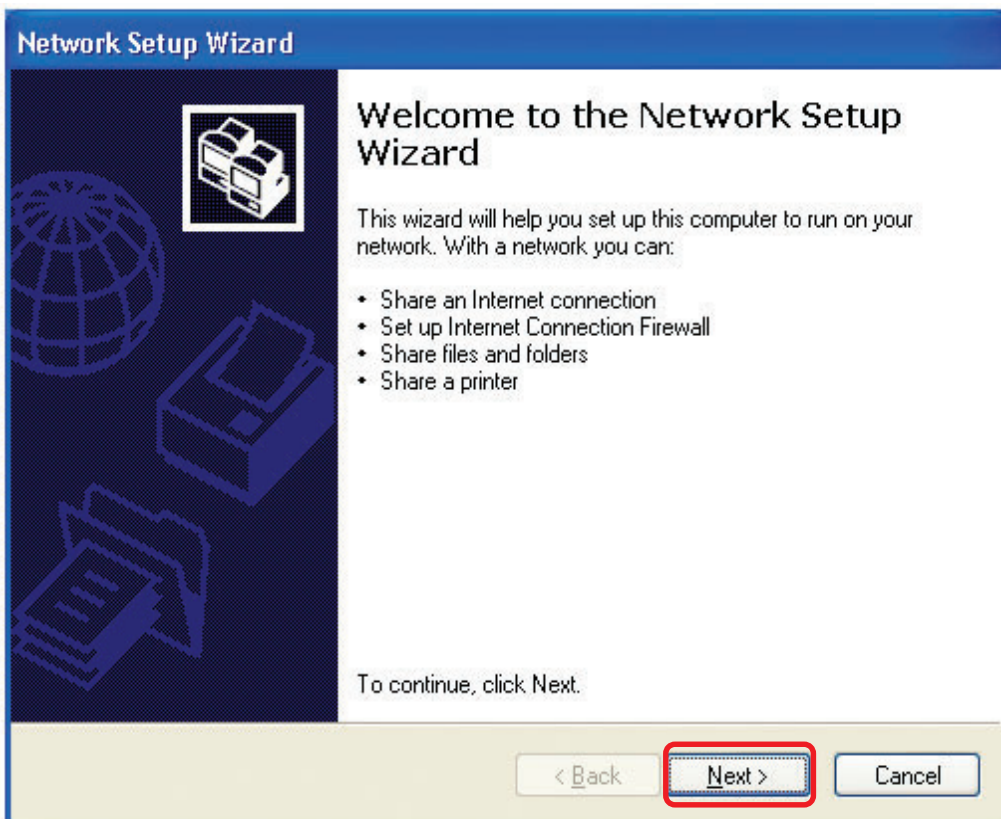 Network Setup Wizard
Welcome to the Network Setup
Wizard
This wizard will help you set up this computer to run on your
network. With a network you can:
• Share an Internet connection
• Set up Internet Connection Firewall
• Share files and folders
• Share a printer
To continue, click Next.
< Back Next > Cancel